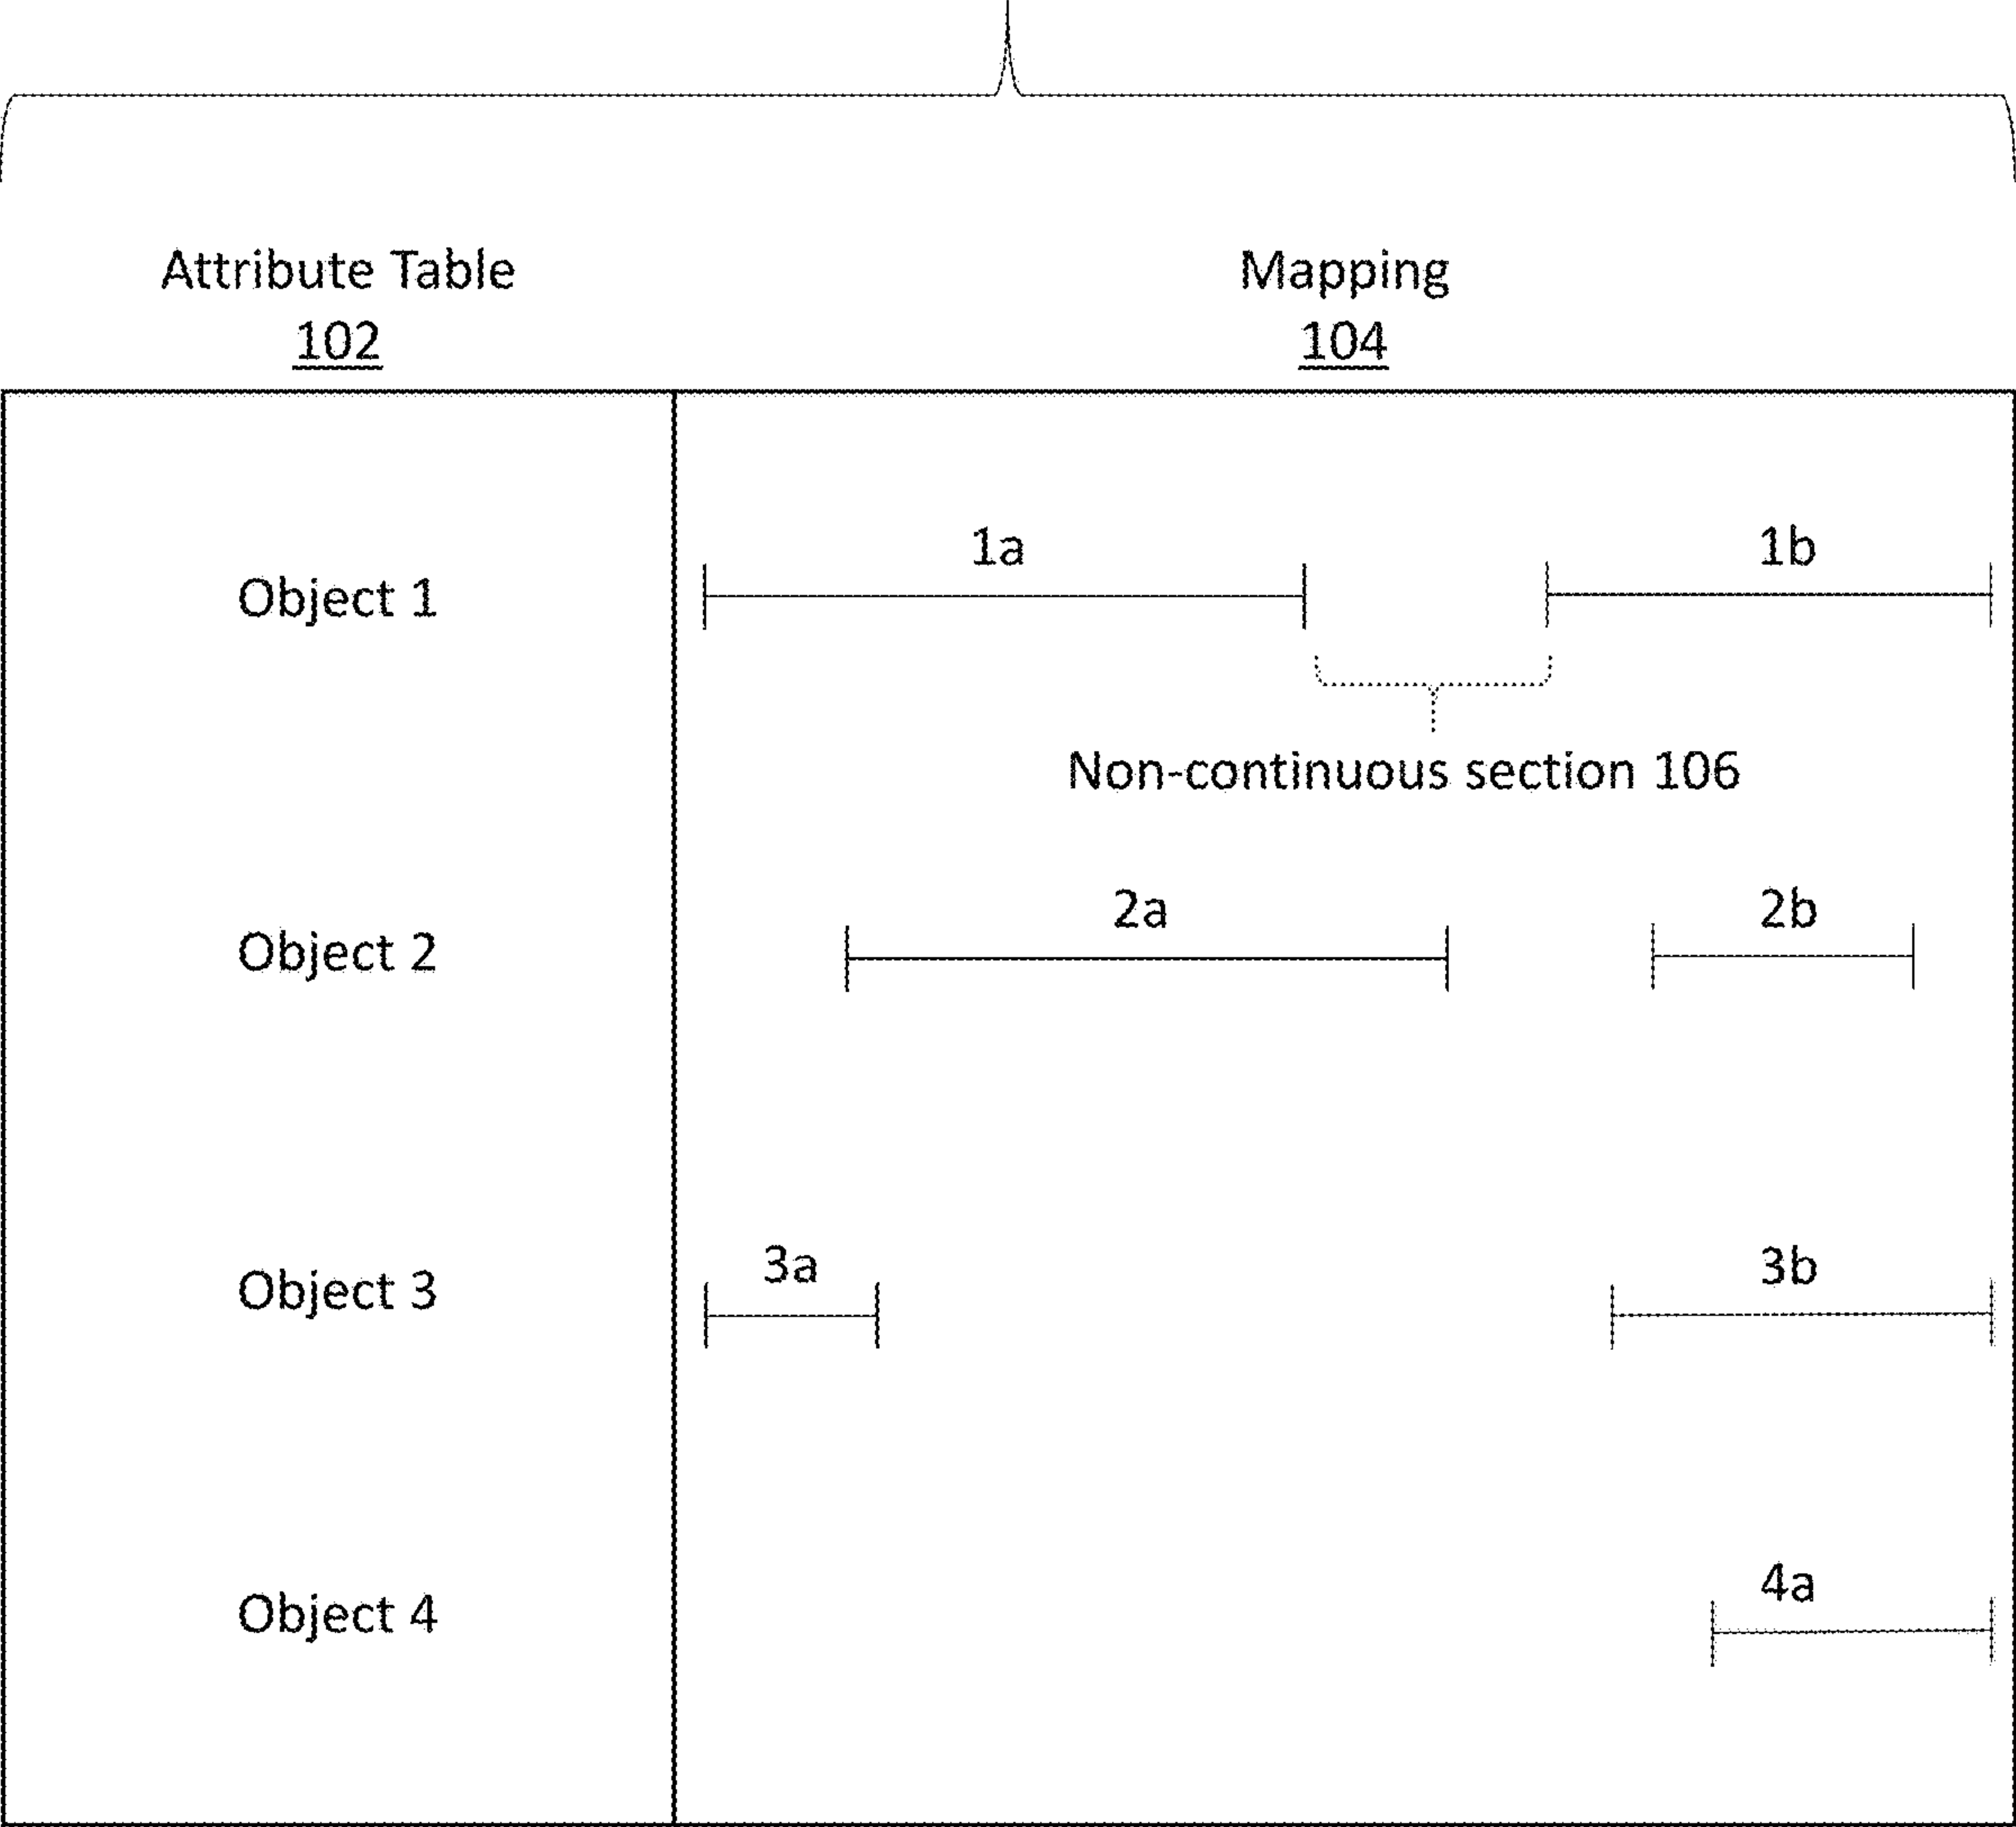 Attribute Table
102
Mapping
104
Object 1
1a
1b
Non-continuous section 106
Object 2
2a
2b
Object 3
3a
3b
Object 4
4a